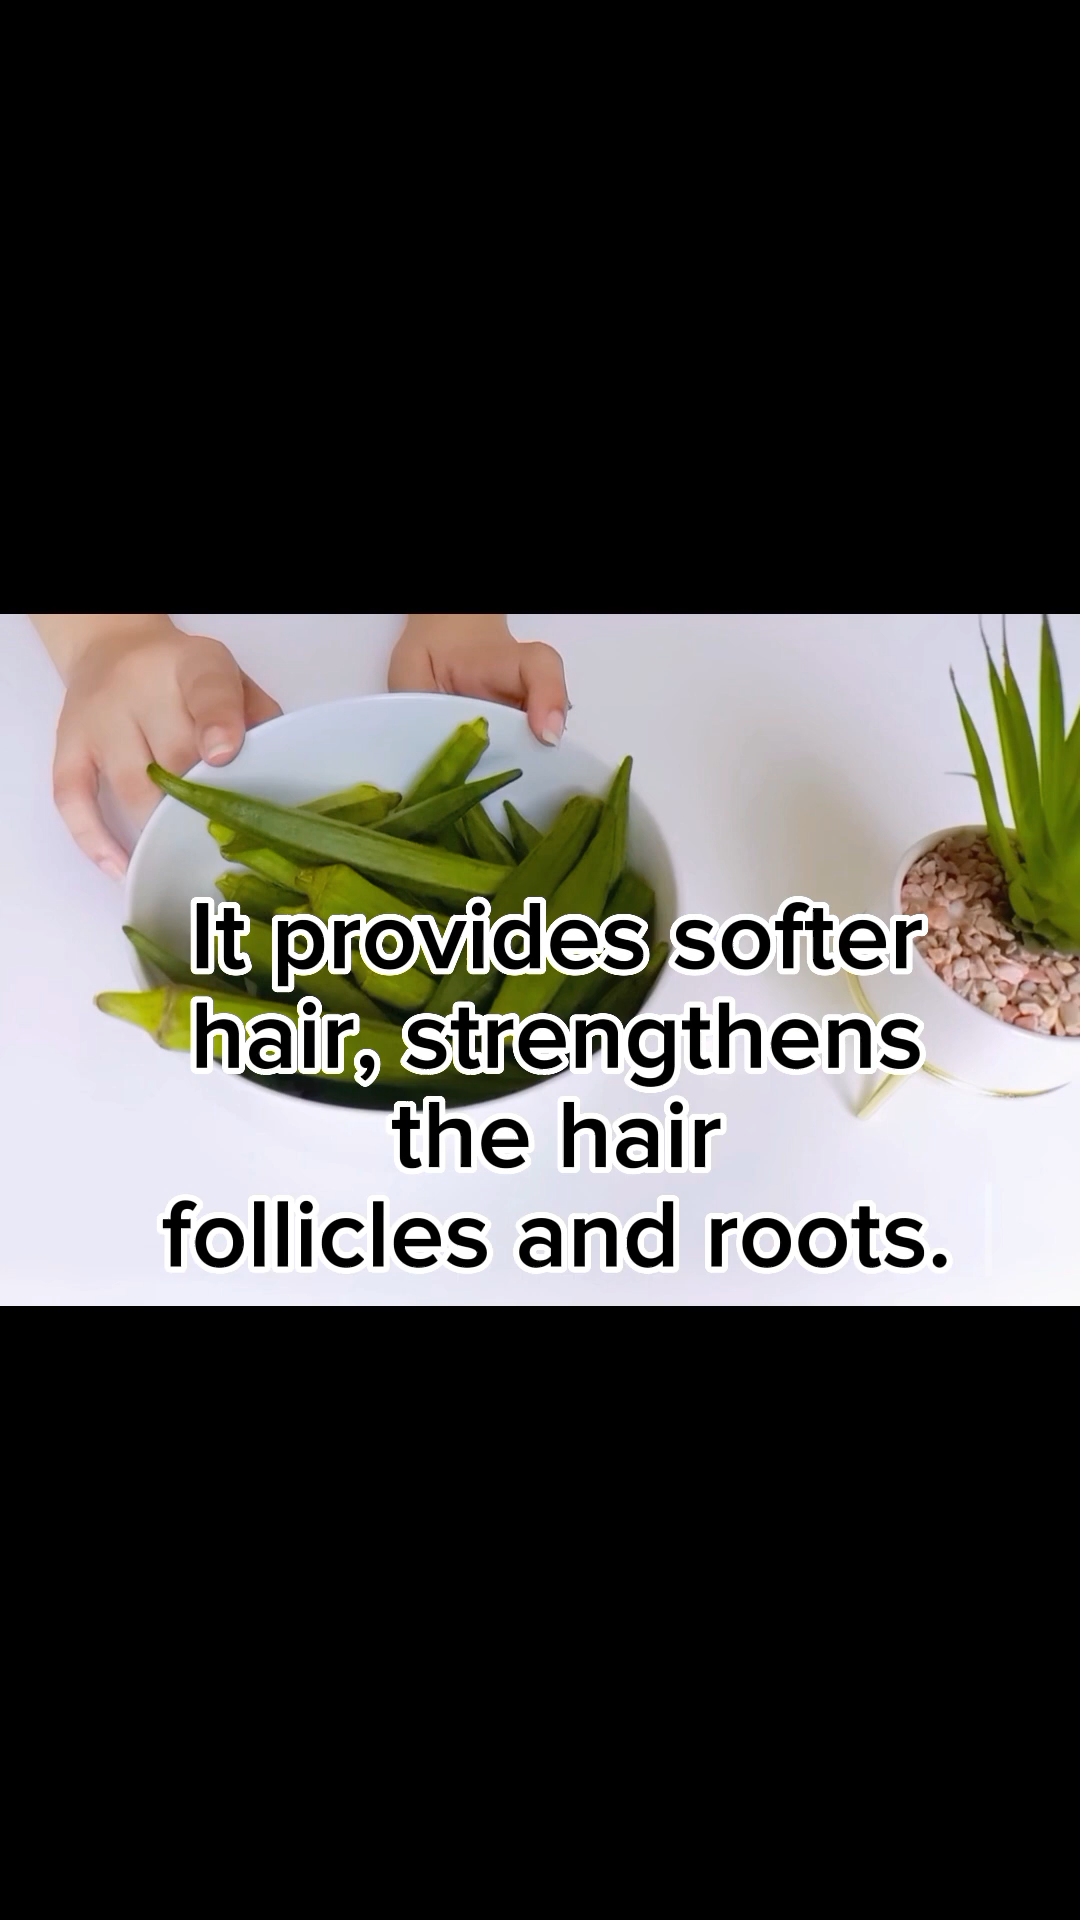 It provides softer
hair, strengthens
the hair
follicles and roots.